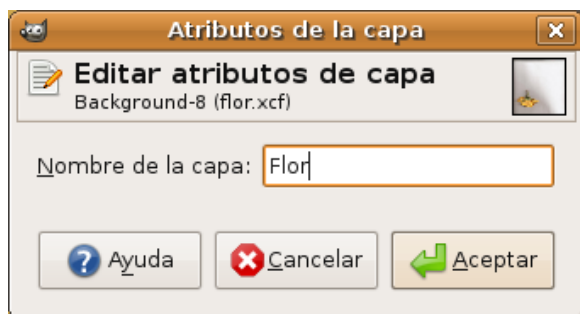 Atributos de la capa
Editar atributos de capa
Background-8 (flor.xcf)
Nombre de la capa: Flor
Ayuda Cancelar Aceptar